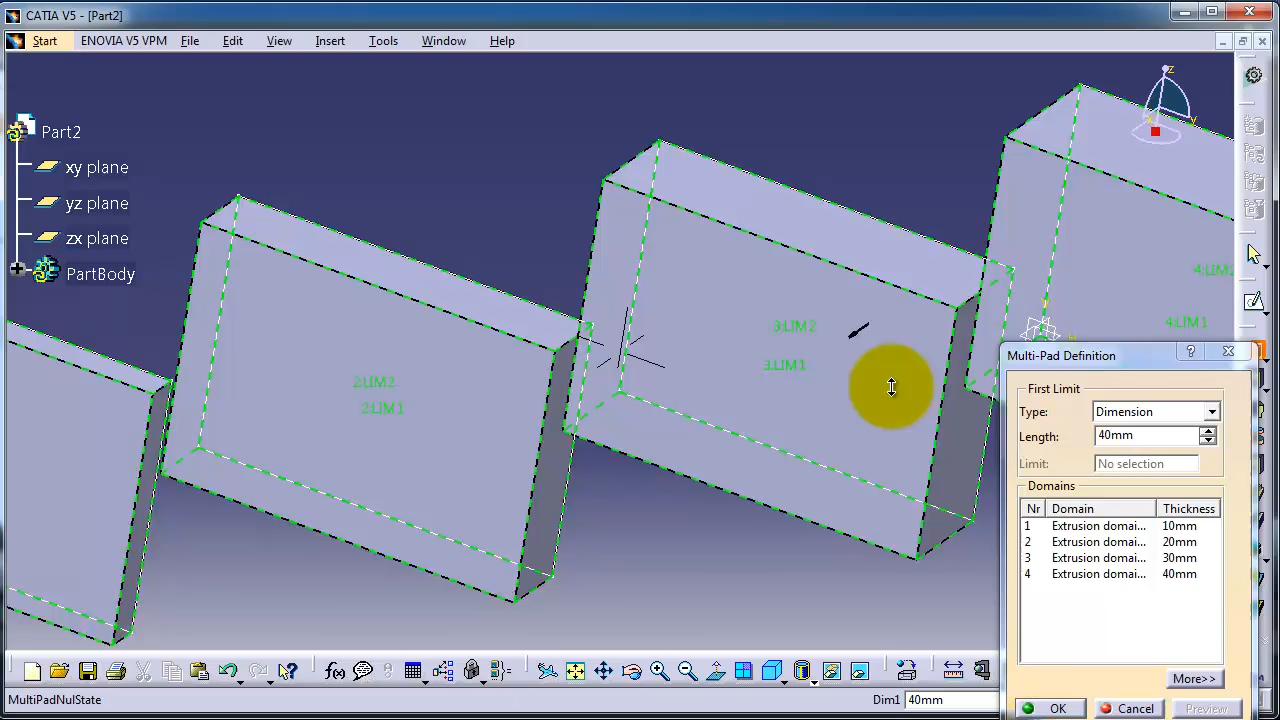 CATIA V5 - [Part2]
Start ENOVIA V5 VPM File Edit View Insert Tools Window Help
z
x y
Part2
xy plane
yz plane
zx plane
PartBody
4:LIM2
4:LIM1
3:LIM2
3:LIM1
2:LIM2
2:LIM1
Multi-Pad Definition
First Limit
Type: Dimension
Length: 40mm
Limit: No selection
Domains
Nr Domain Thickness
1 Extrusion domai... 10mm
2 Extrusion domai... 20mm
3 Extrusion domai... 30mm
4 Extrusion domai... 40mm
More>>
OK Cancel Preview
f(x)
MultiPadNulState Dim1 40mm